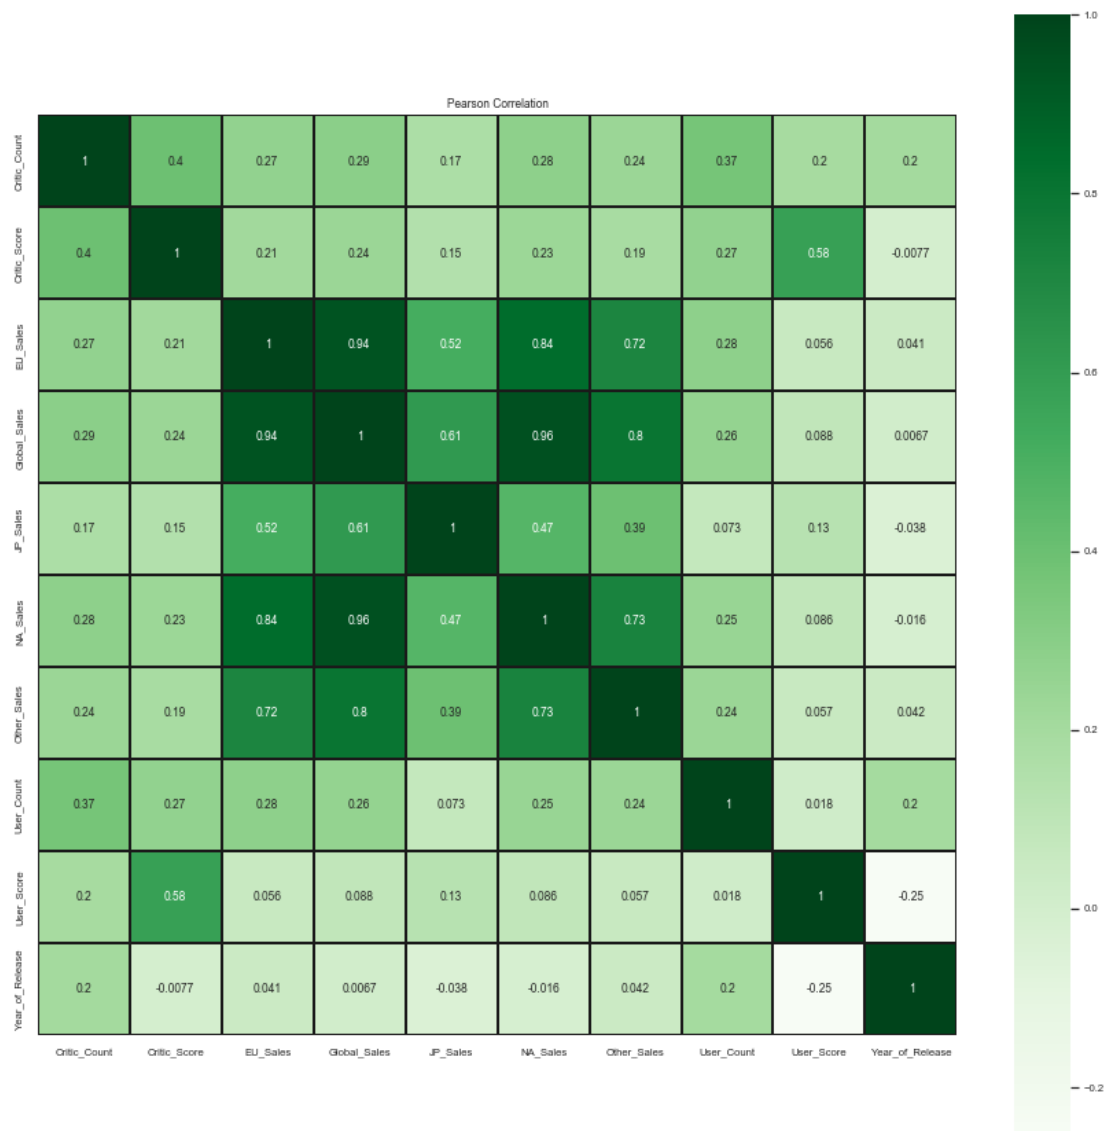 Pearson Correlation
Critic_Count 1 0.4 0.27 0.29 0.17 0.28 0.24 0.37 0.2 0.2
Critic_Score 0.4 1 0.21 0.24 0.15 0.23 0.19 0.27 0.58 -0.0077
EU_Sales 0.27 0.21 1 0.94 0.52 0.84 0.72 0.28 0.056 0.041
Global_Sales 0.29 0.24 0.94 1 0.61 0.96 0.8 0.26 0.088 0.0067
JP_Sales 0.17 0.15 0.52 0.61 1 0.47 0.39 0.073 0.13 -0.038
NA_Sales 0.28 0.23 0.84 0.96 0.47 1 0.73 0.25 0.086 -0.016
Other_Sales 0.24 0.19 0.72 0.8 0.39 0.73 1 0.24 0.057 0.042
User_Count 0.37 0.27 0.28 0.26 0.073 0.25 0.24 1 0.018 0.2
User_Score 0.2 0.58 0.056 0.088 0.13 0.086 0.057 0.018 1 -0.25
Year_of_Release 0.2 -0.0077 0.041 0.0067 -0.038 -0.016 0.042 0.2 -0.25 1
Critic_Count Critic_Score EU_Sales Global_Sales JP_Sales NA_Sales Other_Sales User_Count User_Score Year_of_Release
1.0
0.8
0.6
0.4
0.2
0.0
−0.2